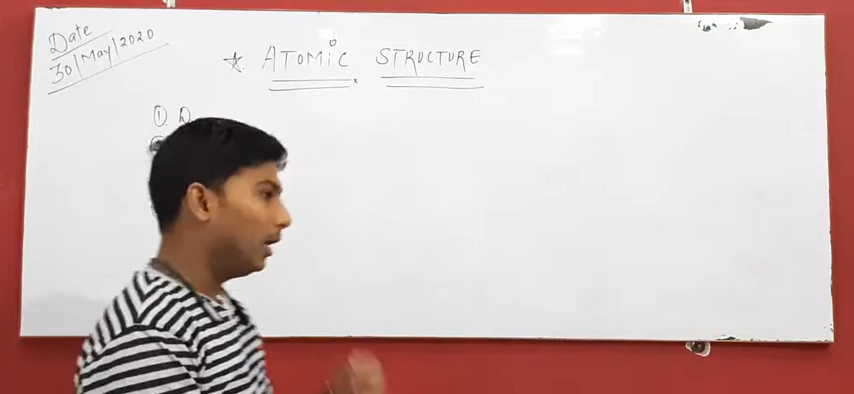 Date
30/May/2020
☆. ATOMIC STRUCTURE
①. D